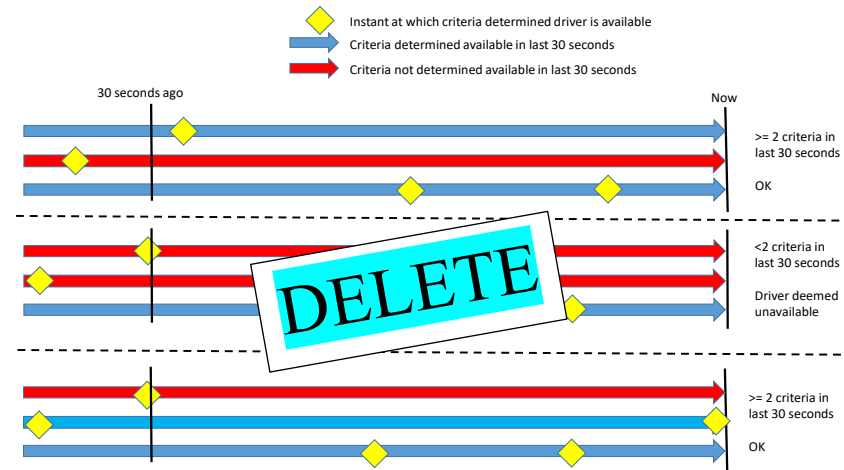 Instant at which criteria determined driver is available
Criteria determined available in last 30 seconds
Criteria not determined available in last 30 seconds
30 seconds ago
Now
>= 2 criteria in
last 30 seconds
OK
<2 criteria in
last 30 seconds
Driver deemed
unavailable
DELETE
>= 2 criteria in
last 30 seconds
OK